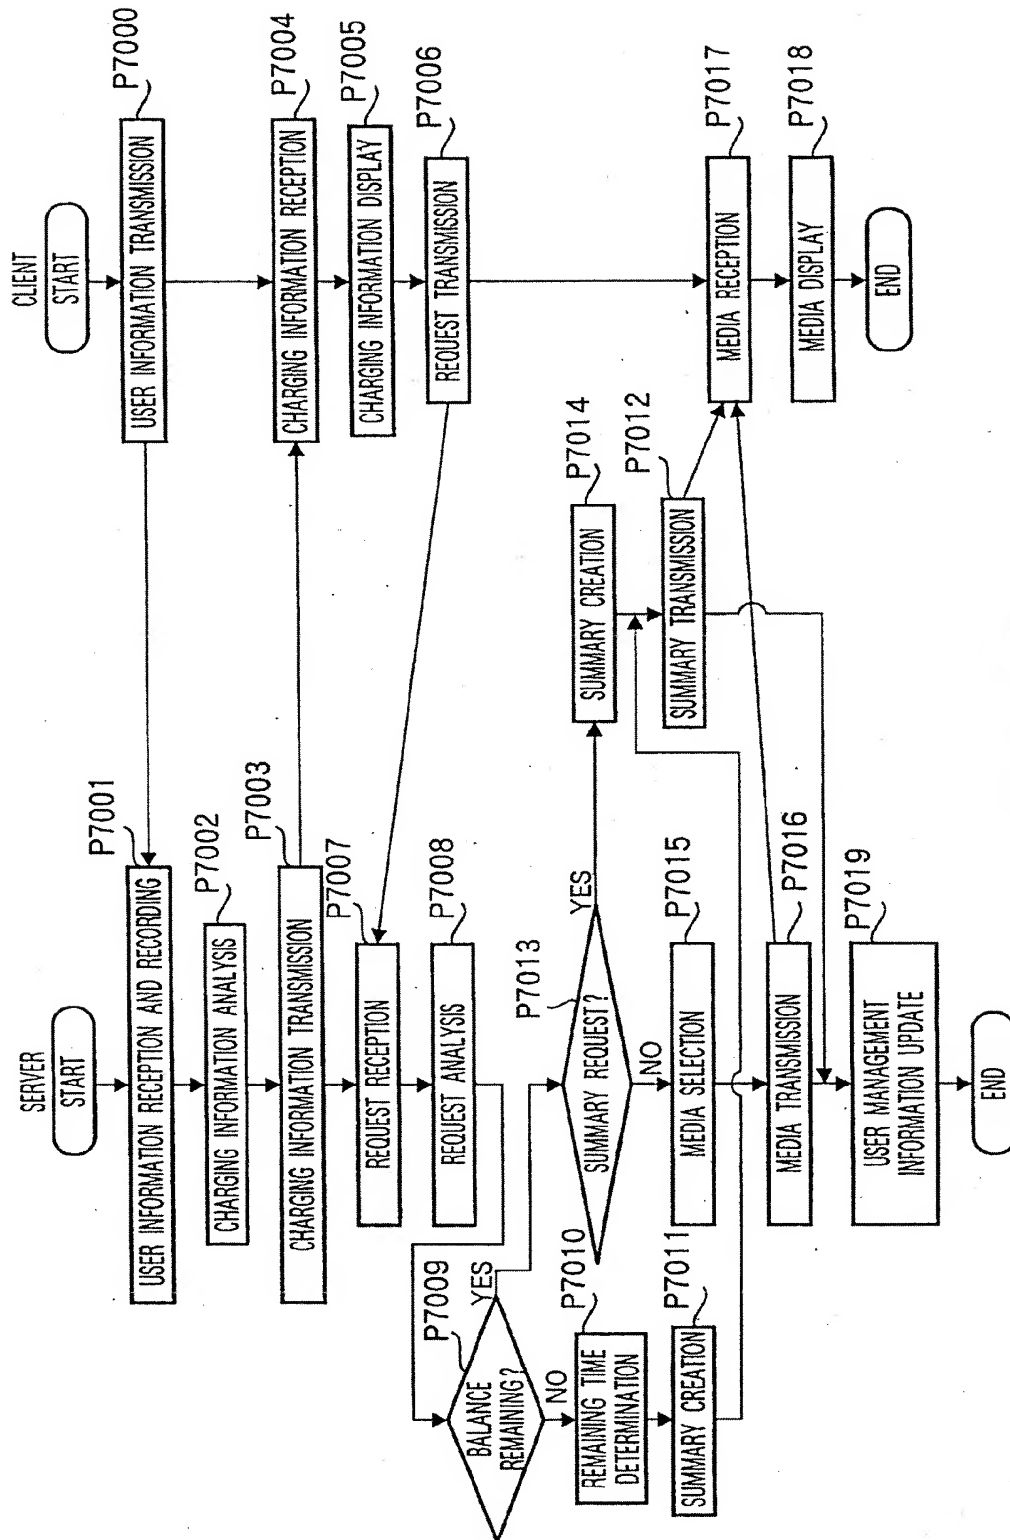 CLIENT
START
USER INFORMATION TRANSMISSION
P7000
CHARGING INFORMATION RECEPTION
P7004
CHARGING INFORMATION DISPLAY
P7005
REQUEST TRANSMISSION
P7006
MEDIA RECEPTION
P7017
MEDIA DISPLAY
P7018
END
SERVER
START
USER INFORMATION RECEPTION AND RECORDING
P7001
CHARGING INFORMATION ANALYSIS
P7002
CHARGING INFORMATION TRANSMISSION
P7003
REQUEST RECEPTION
P7007
REQUEST ANALYSIS
P7008
BALANCE
REMAINING?
P7009
YES
NO
REMAINING TIME
DETERMINATION
P7010
SUMMARY CREATION
P7011
SUMMARY REQUEST?
P7013
YES
NO
SUMMARY CREATION
P7014
SUMMARY TRANSMISSION
P7012
MEDIA SELECTION
P7015
MEDIA TRANSMISSION
P7016
USER MANAGEMENT
INFORMATION UPDATE
P7019
END